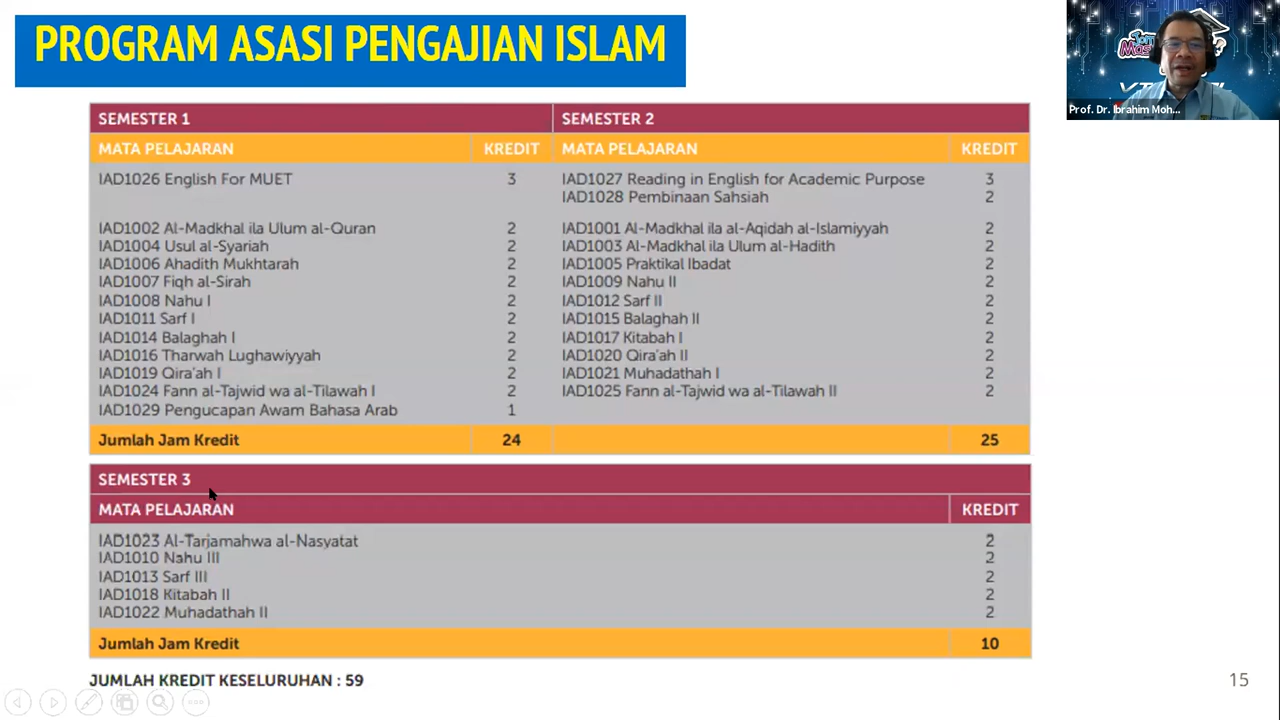 PROGRAM ASASI PENGAJIAN ISLAM
Prof. Dr. Ibrahim Moh...
SEMESTER 1 SEMESTER 2
MATA PELAJARAN KREDIT MATA PELAJARAN KREDIT
IAD1026 English For MUET 3 IAD1027 Reading in English for Academic Purpose 3
IAD1028 Pembinaan Sahsiah 2
IAD1002 Al-Madkhal ila Ulum al-Quran 2 IAD1001 Al-Madkhal ila al-Aqidah al-Islamiyyah 2
IAD1004 Usul al-Syariah 2 IAD1003 Al-Madkhal ila Ulum al-Hadith 2
IAD1006 Ahadith Mukhtarah 2 IAD1005 Praktikal Ibadat 2
IAD1007 Fiqh al-Sirah 2 IAD1009 Nahu II 2
IAD1008 Nahu I 2 IAD1012 Sarf II 2
IAD1011 Sarf I 2 IAD1015 Balaghah II 2
IAD1014 Balaghah I 2 IAD1017 Kitabah I 2
IAD1016 Tharwah Lughawiyyah 2 IAD1020 Qira'ah II 2
IAD1019 Qira'ah I 2 IAD1021 Muhadathah I 2
IAD1024 Fann al-Tajwid wa al-Tilawah I 2 IAD1025 Fann al-Tajwid wa al-Tilawah II 2
IAD1029 Pengucapan Awam Bahasa Arab 1
Jumlah Jam Kredit 24 25
SEMESTER 3
MATA PELAJARAN KREDIT
IAD1023 Al-Tarjamahwa al-Nasyatat 2
IAD1010 Nahu III 2
IAD1013 Sarf III 2
IAD1018 Kitabah II 2
IAD1022 Muhadathah II 2
Jumlah Jam Kredit 10
JUMLAH KREDIT KESELURUHAN : 59
15